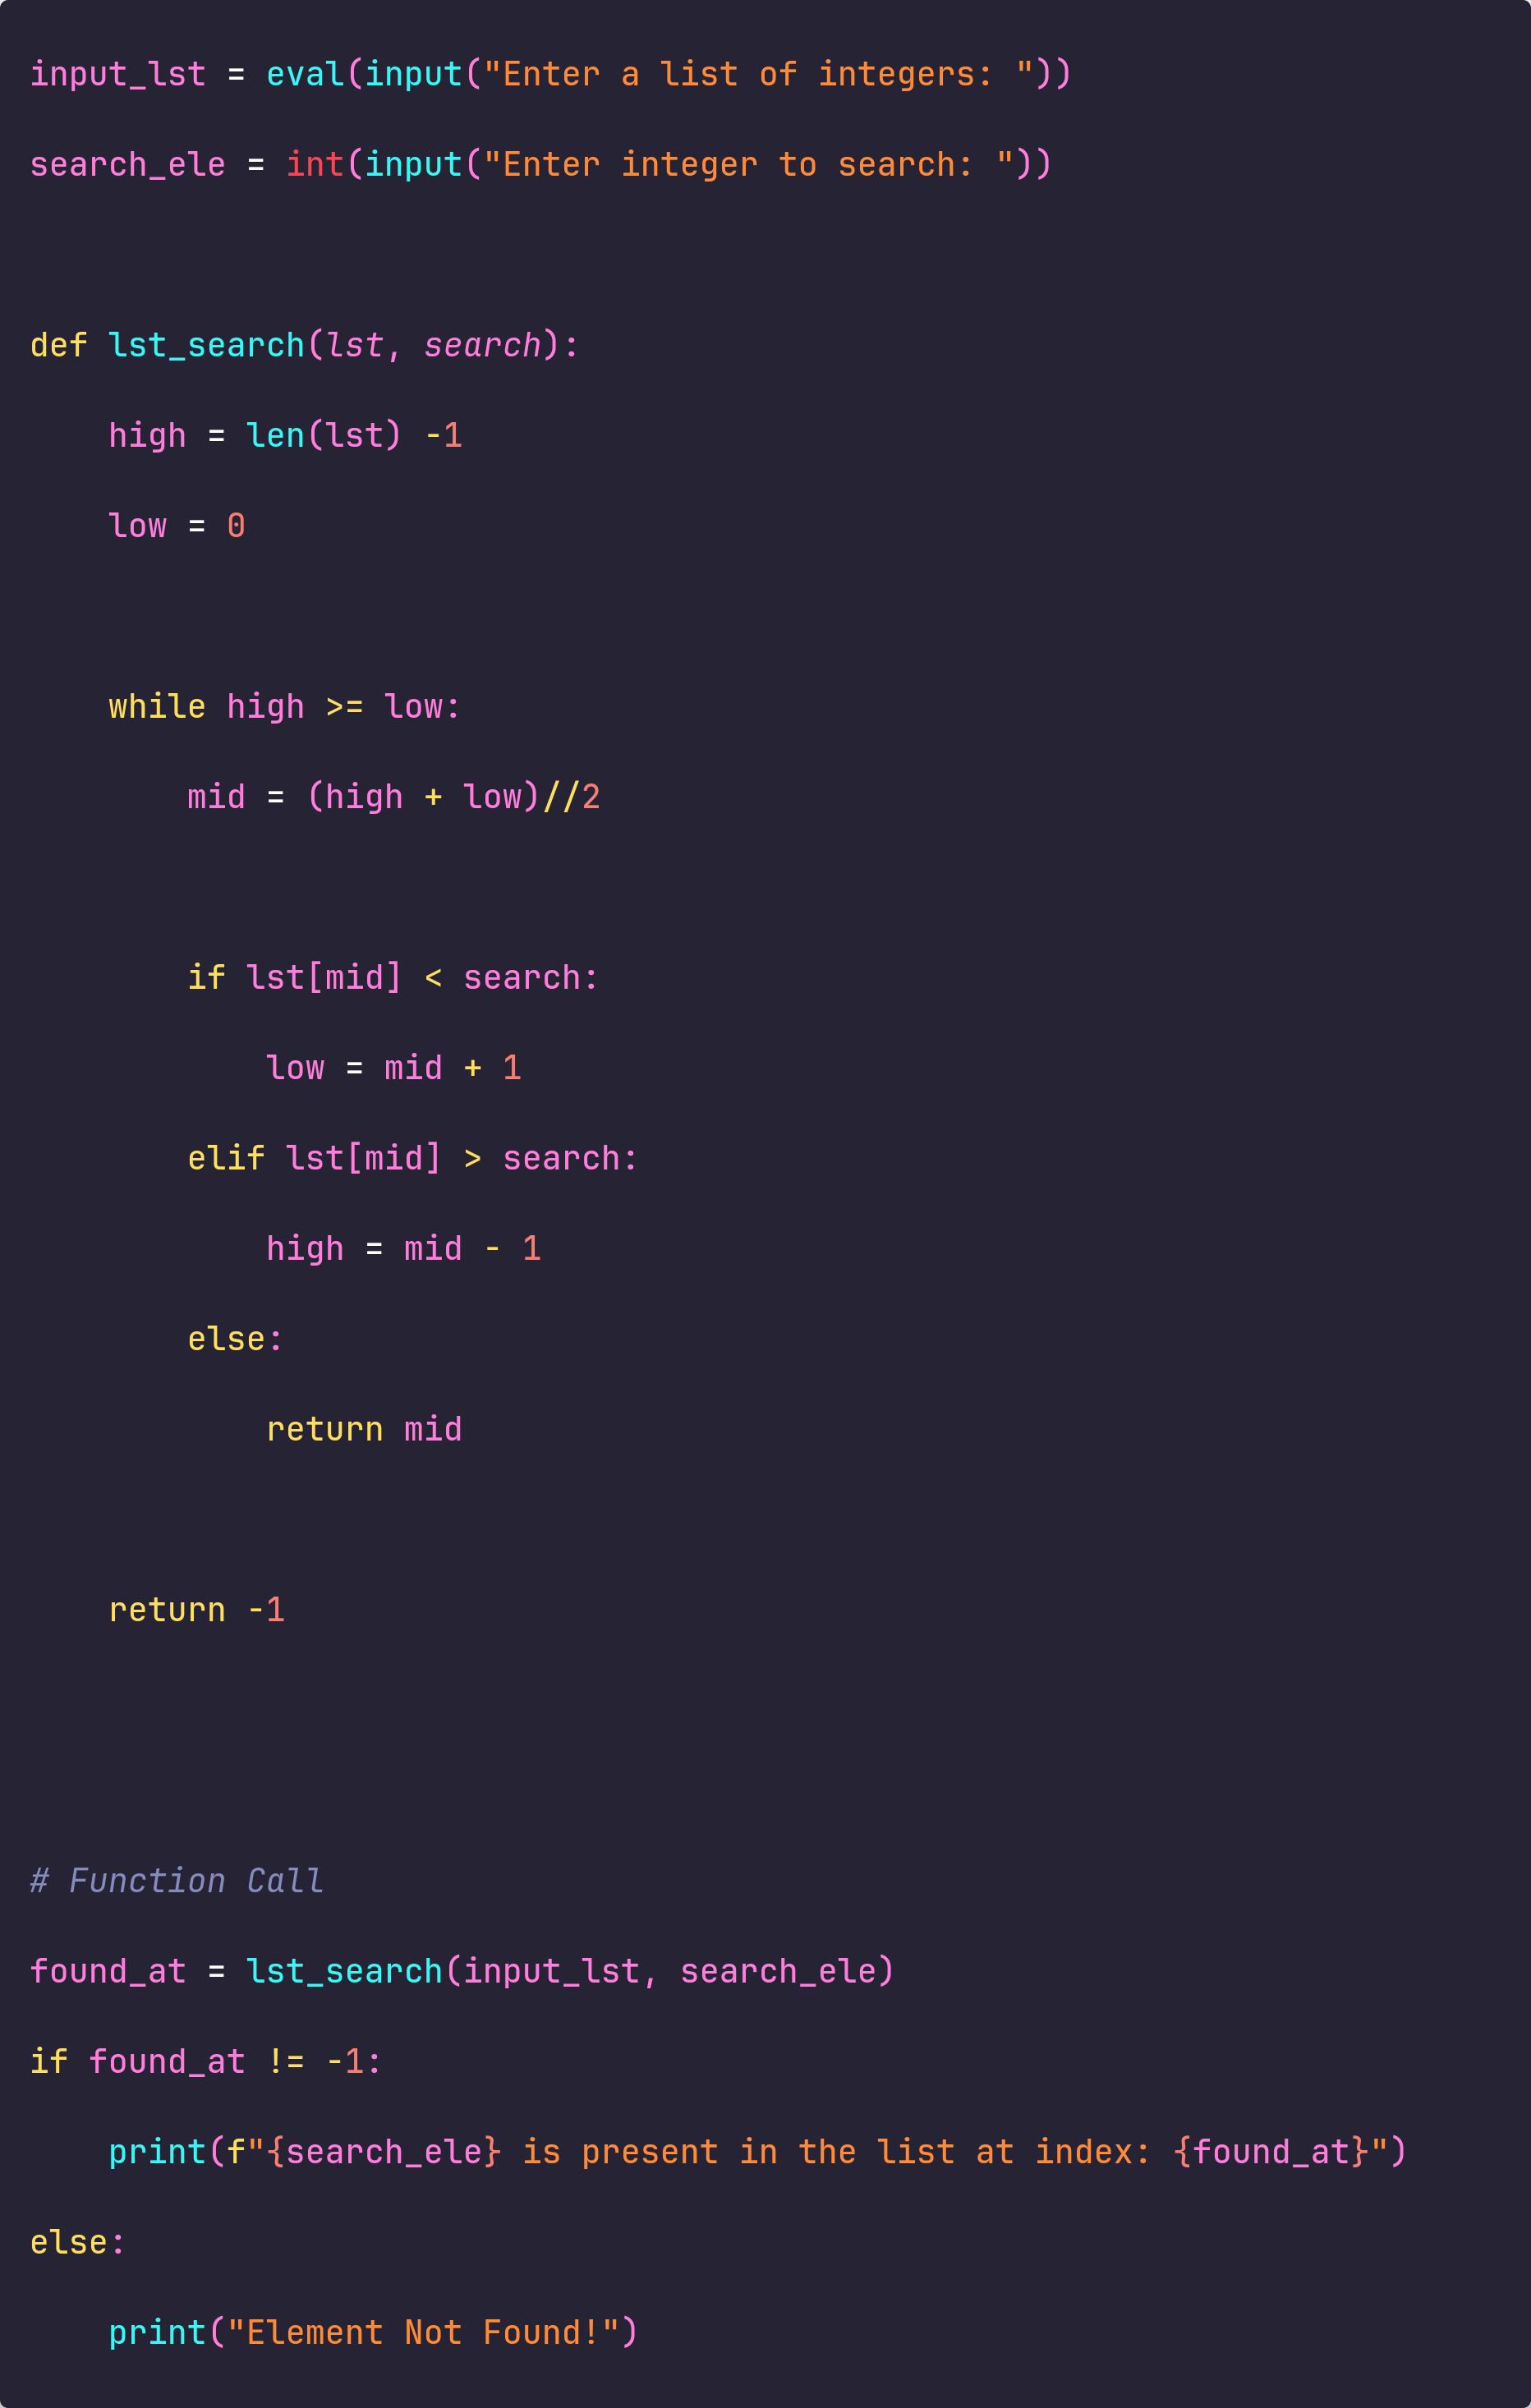 input_lst = eval(input("Enter a list of integers: "))
search_ele = int(input("Enter integer to search: "))
def lst_search(lst, search):
    high = len(lst) -1
    low = 0
    while high >= low:
        mid = (high + low)//2
        if lst[mid] < search:
            low = mid + 1
        elif lst[mid] > search:
            high = mid - 1
        else:
            return mid
    return -1
# Function Call
found_at = lst_search(input_lst, search_ele)
if found_at != -1:
    print(f"{search_ele} is present in the list at index: {found_at}")
else:
    print("Element Not Found!")